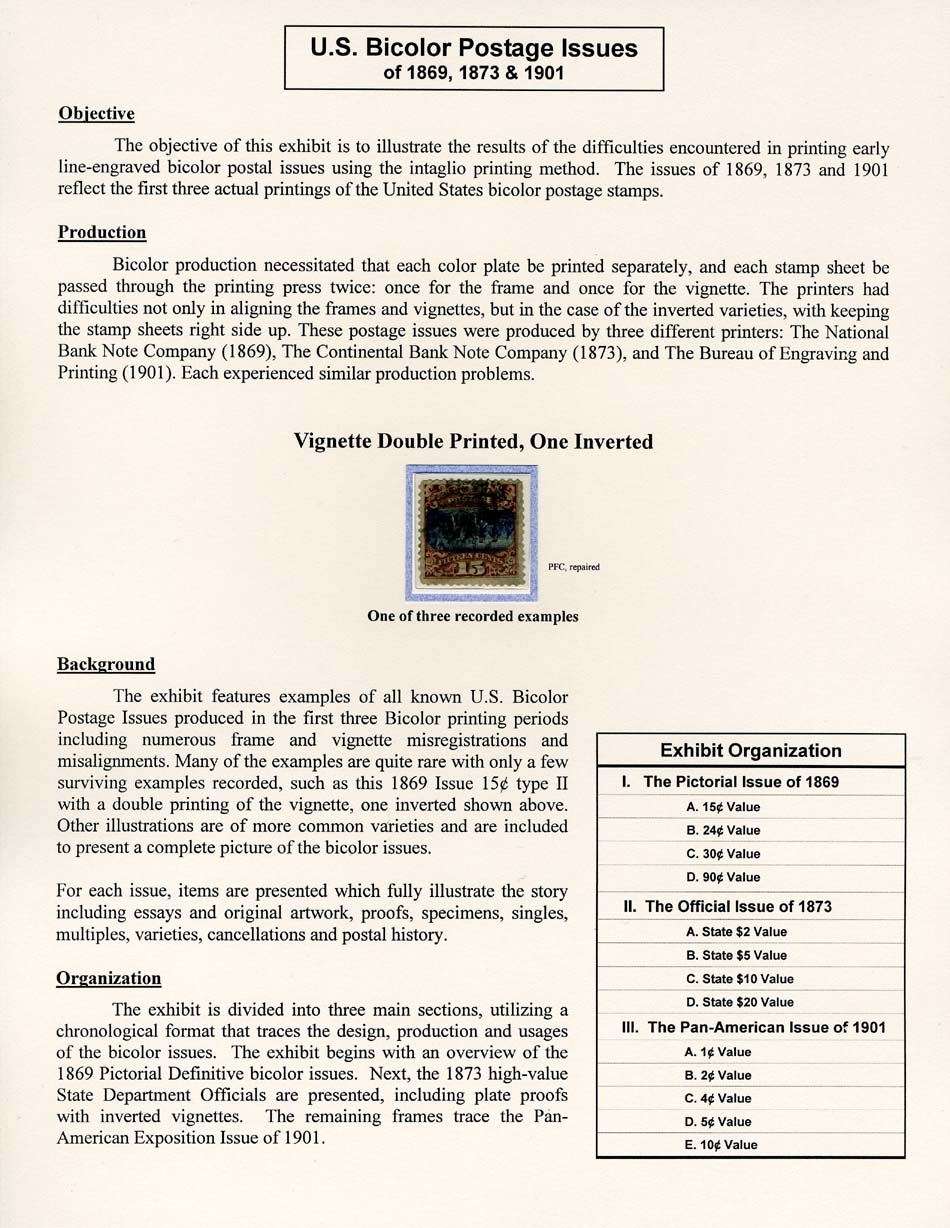 U.S. Bicolor Postage Issues
of 1869, 1873 & 1901
Objective
The objective of this exhibit is to illustrate the results of the difficulties encountered in printing early
line-engraved bicolor postal issues using the intaglio printing method. The issues of 1869, 1873 and 1901
reflect the first three actual printings of the United States bicolor postage stamps.
Production
Bicolor production necessitated that each color plate be printed separately, and each stamp sheet be
passed through the printing press twice: once for the frame and once for the vignette. The printers had
difficulties not only in aligning the frames and vignettes, but in the case of the inverted varieties, with keeping
the stamp sheets right side up. These postage issues were produced by three different printers: The National
Bank Note Company (1869), The Continental Bank Note Company (1873), and The Bureau of Engraving and
Printing (1901). Each experienced similar production problems.
Vignette Double Printed, One Inverted
FIFTEEN CENTS
15
PFC, repaired
One of three recorded examples
Background
The exhibit features examples of all known U.S. Bicolor
Postage Issues produced in the first three Bicolor printing periods
including numerous frame and vignette misregistrations and
misalignments. Many of the examples are quite rare with only a few
surviving examples recorded, such as this 1869 Issue 15¢ type II
with a double printing of the vignette, one inverted shown above.
Other illustrations are of more common varieties and are included
to present a complete picture of the bicolor issues.
For each issue, items are presented which fully illustrate the story
including essays and original artwork, proofs, specimens, singles,
multiples, varieties, cancellations and postal history.
Organization
The exhibit is divided into three main sections, utilizing a
chronological format that traces the design, production and usages
of the bicolor issues. The exhibit begins with an overview of the
1869 Pictorial Definitive bicolor issues. Next, the 1873 high-value
State Department Officials are presented, including plate proofs
with inverted vignettes. The remaining frames trace the Pan-
American Exposition Issue of 1901.
Exhibit Organization
I. The Pictorial Issue of 1869
A. 15¢ Value
B. 24¢ Value
C. 30¢ Value
D. 90¢ Value
II. The Official Issue of 1873
A. State $2 Value
B. State $5 Value
C. State $10 Value
D. State $20 Value
III. The Pan-American Issue of 1901
A. 1¢ Value
B. 2¢ Value
C. 4¢ Value
D. 5¢ Value
E. 10¢ Value